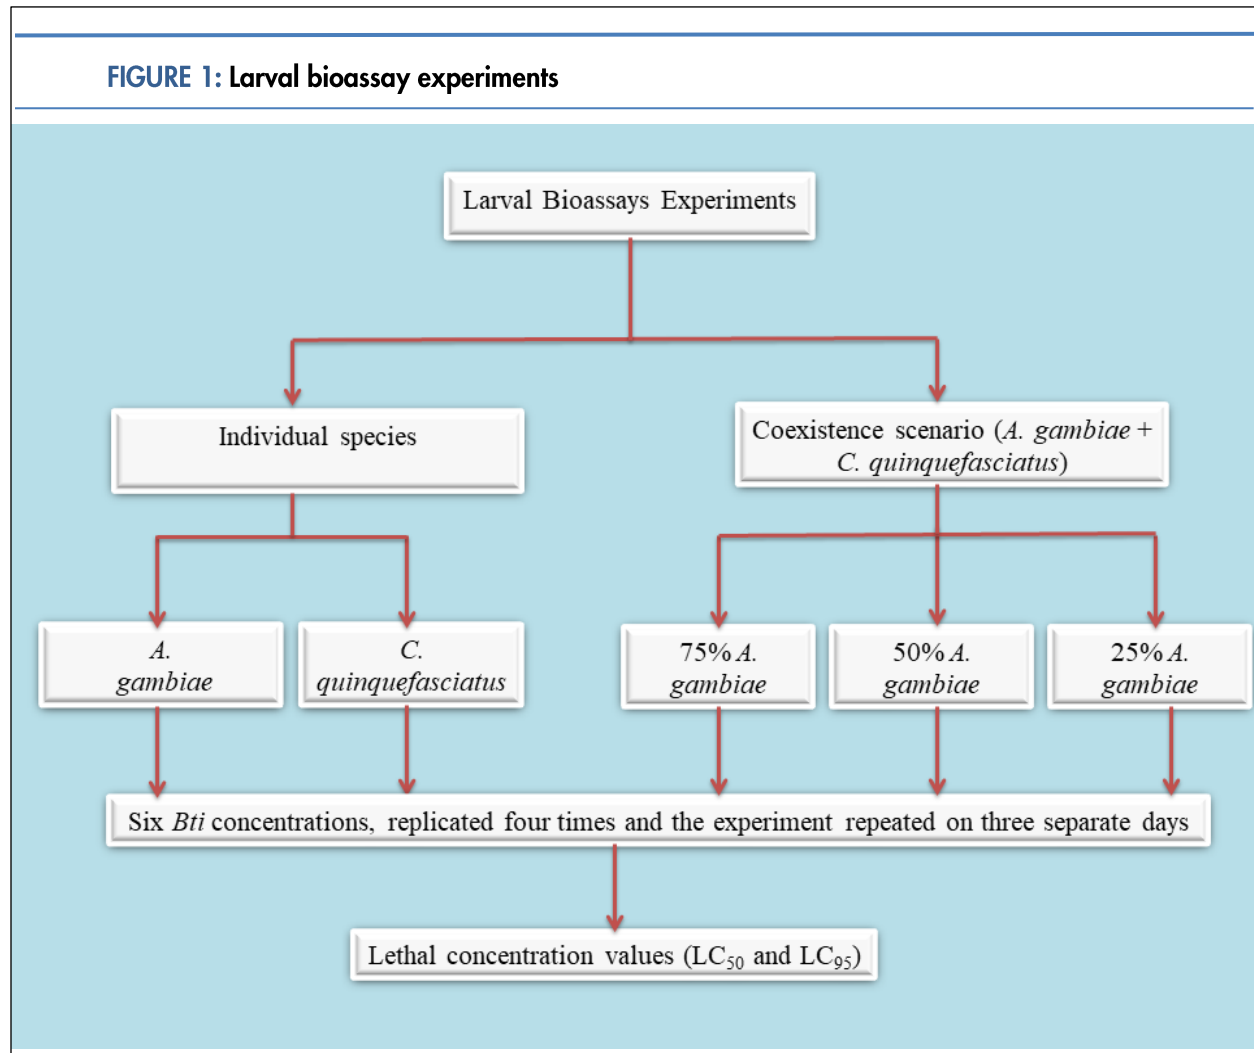 FIGURE 1: Larval bioassay experiments
Larval Bioassays Experiments
Individual species
Coexistence scenario (A. gambiae +
C. quinquefasciatus)
A.
gambiae
C.
quinquefasciatus
75% A.
gambiae
50% A.
gambiae
25% A.
gambiae
Six Bti concentrations, replicated four times and the experiment repeated on three separate days
Lethal concentration values (LC50 and LC95)